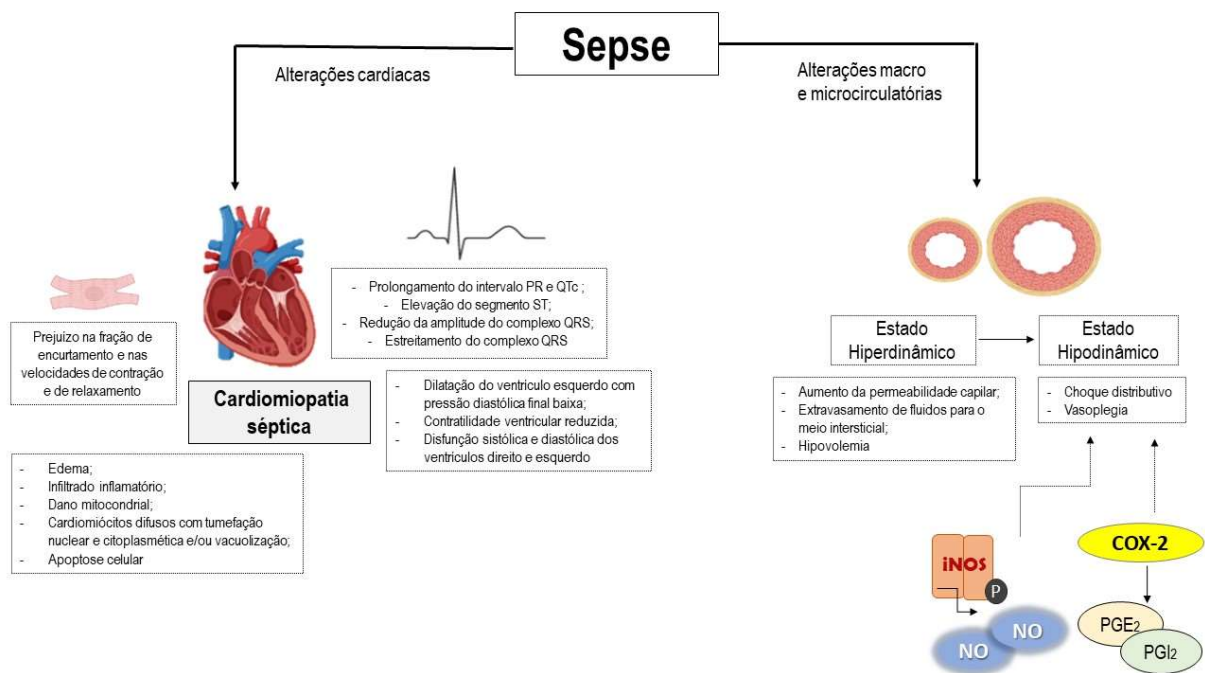 Sepse
Alterações cardíacas
Alterações macro
e microcirculatórias
Prejuizo na fração de
encurtamento e nas
velocidades de contração
e de relaxamento
- Prolongamento do intervalo PR e QTc ;
- Elevação do segmento ST;
- Redução da amplitude do complexo QRS;
- Estreitamento do complexo QRS
Cardiomiopatia
séptica
- Dilatação do ventriculo esquerdo com
pressão diastólica final baixa;
- Contratilidade ventricular reduzida;
- Disfunção sistólica e diastólica dos
ventriculos direito e esquerdo
- Edema;
- Infiltrado inflamatório;
- Dano mitocondrial;
- Cardiomiócitos difusos com tumefação
nuclear e citoplasmética e/ou vacuolização;
- Apoptose celular
Estado
Hiperdinâmico
Estado
Hipodinâmico
- Aumento da permeabilidade capilar;
- Extravasamento de fluidos para o
meio intersticial;
- Hipovolemia
- Choque distributivo
- Vasoplegia
iNOS
P
NO
NO
COX-2
PGE2
PGI2